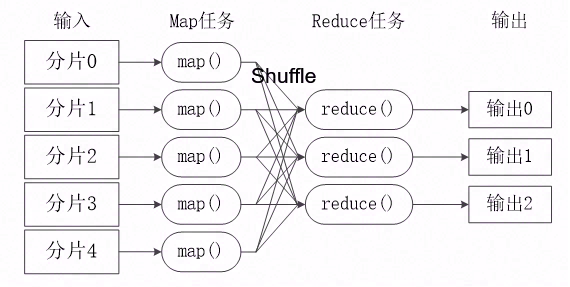 输入 Map任务 Reduce任务 输出
分片0 map()
Shuffle
分片1 map() reduce() 输出0
分片2 map() reduce() 输出1
分片3 map() reduce() 输出2
分片4 map()